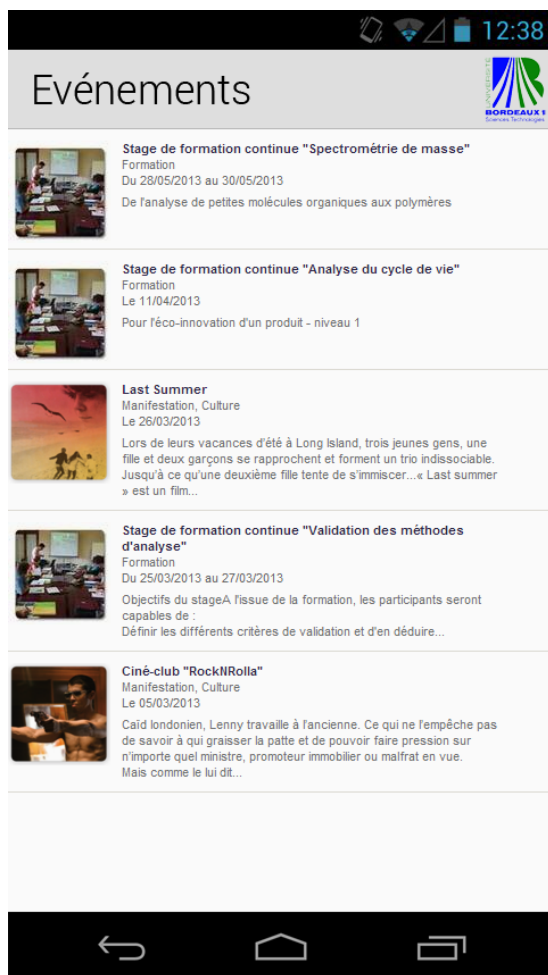 12:38
Evénements
UNIVERSITÉ
BORDEAUX 1
Sciences Technologies
Stage de formation continue "Spectrométrie de masse"
Formation
Du 28/05/2013 au 30/05/2013
De l'analyse de petites molécules organiques aux polymères
Stage de formation continue "Analyse du cycle de vie"
Formation
Le 11/04/2013
Pour l'éco-innovation d'un produit - niveau 1
Last Summer
Manifestation, Culture
Le 26/03/2013
Lors de leurs vacances d'été à Long Island, trois jeunes gens, une
fille et deux garçons se rapprochent et forment un trio indissociable.
Jusqu'à ce qu'une deuxième fille tente de s'immiscer...« Last summer
» est un film...
Stage de formation continue "Validation des méthodes
d'analyse"
Formation
Du 25/03/2013 au 27/03/2013
Objectifs du stageA l'issue de la formation, les participants seront
capables de :
Définir les différents critères de validation et d'en déduire...
Ciné-club "RockNRolla"
Manifestation, Culture
Le 05/03/2013
Caïd londonien, Lenny travaille à l'ancienne. Ce qui ne l'empêche pas
de savoir à qui graisser la patte et de pouvoir faire pression sur
n'importe quel ministre, promoteur immobilier ou malfrat en vue.
Mais comme le lui dit...